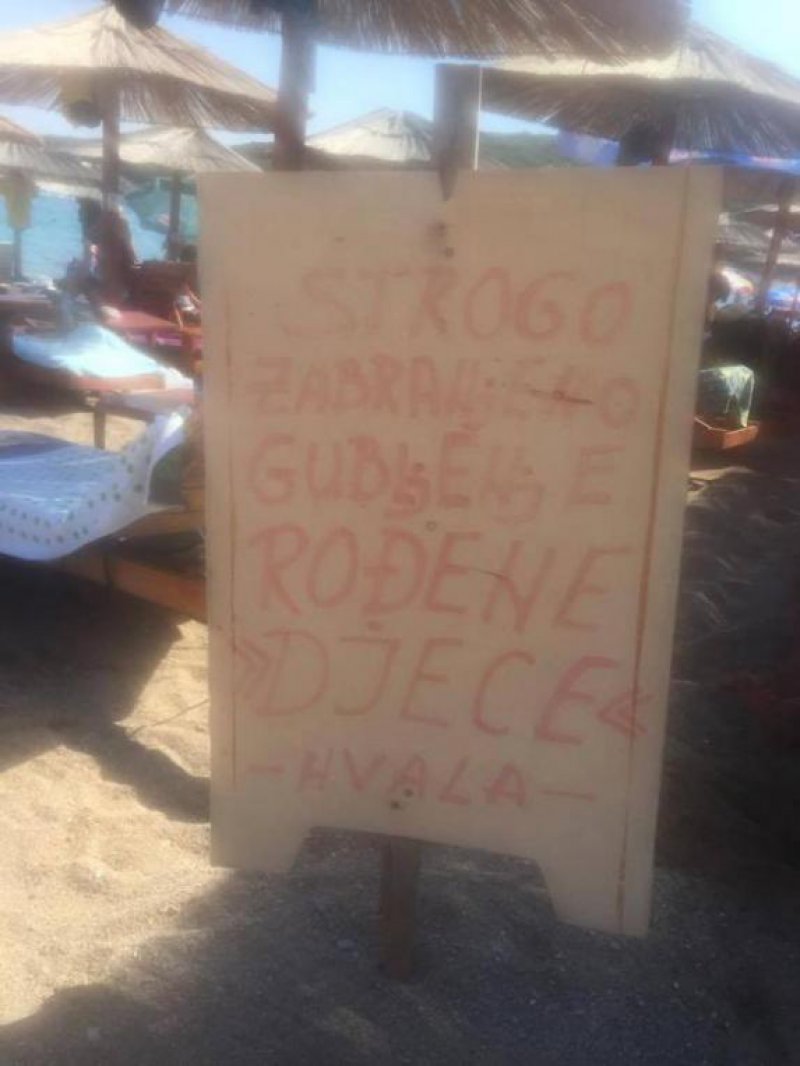 STROGO
ZABRANJENO
GUBLJENJE
ROĐENE
»DJECE«
-HVALA-